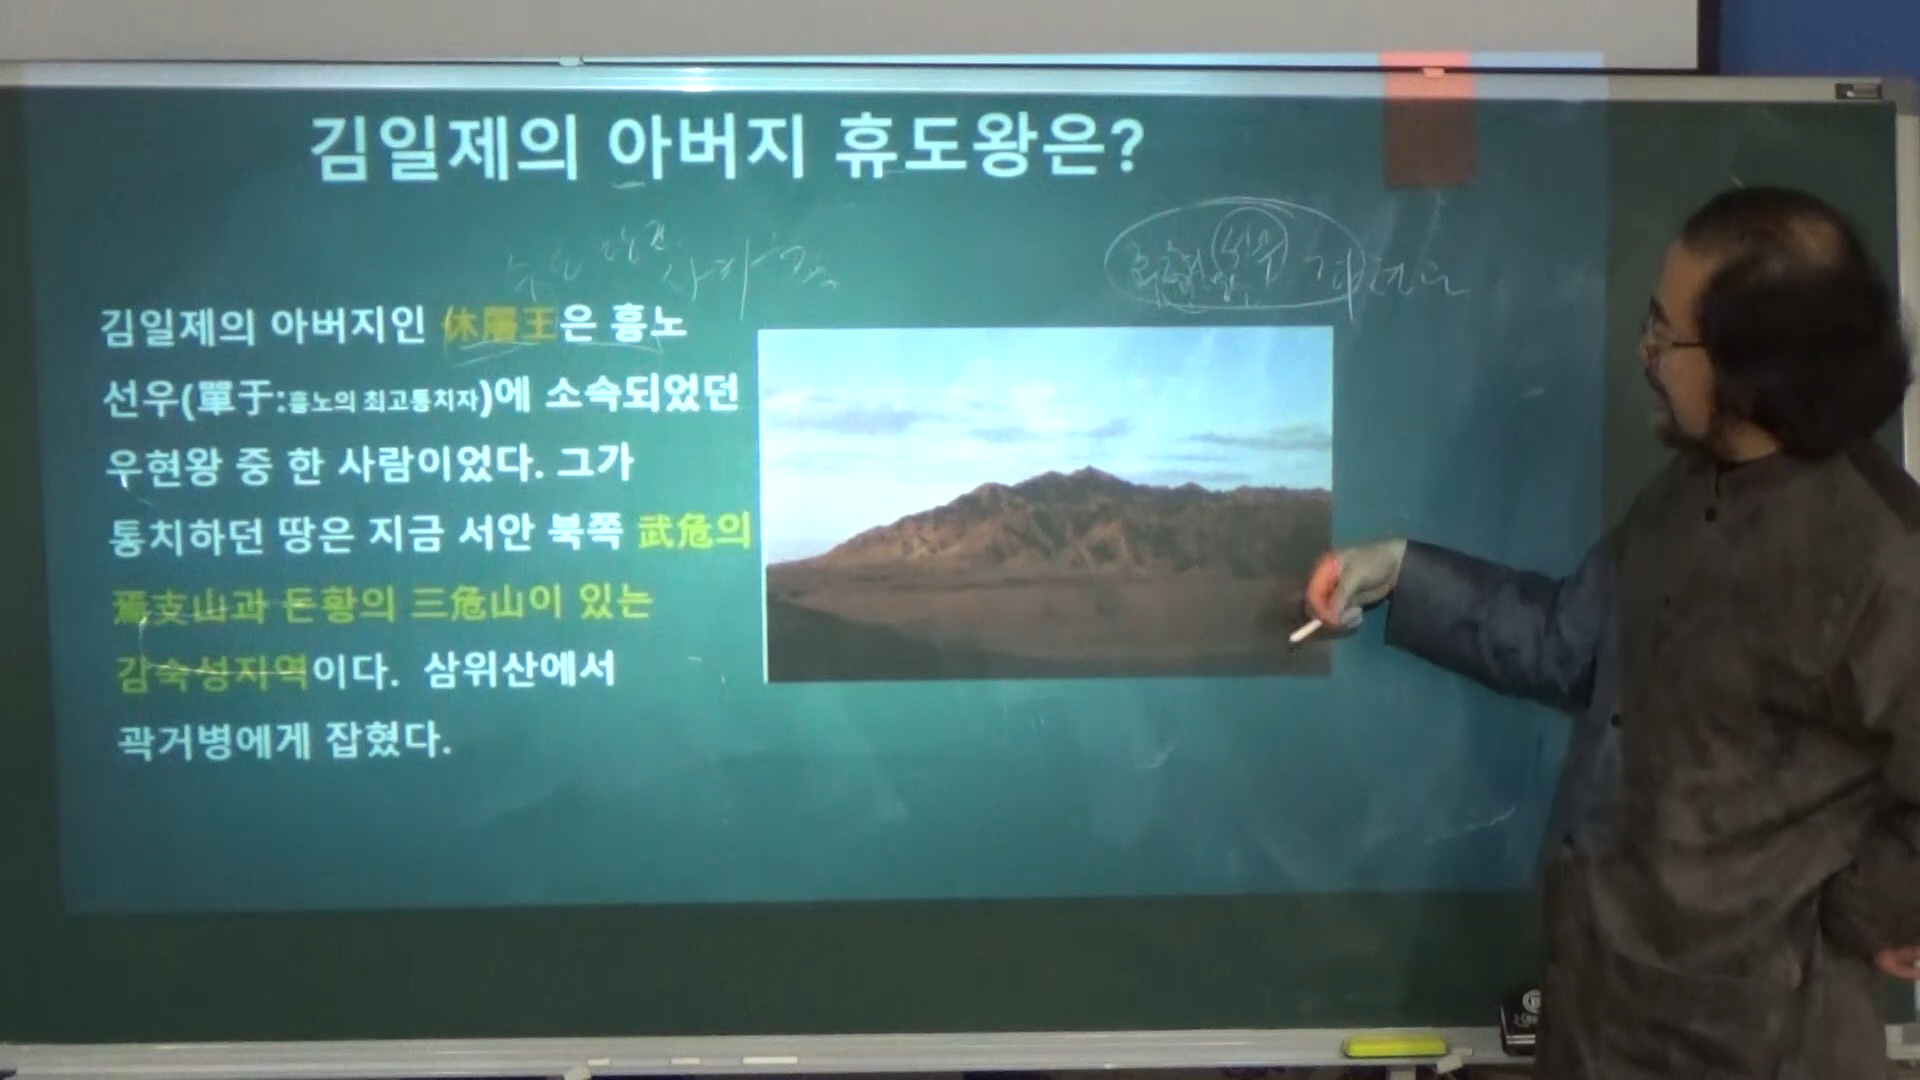 김일제의 아버지 휴도왕은?
김일제의 아버지인 休屠王은 흉노
선우(單于:흉노의 최고통치자)에 소속되었던
우현왕 중 한 사람이었다. 그가
통치하던 땅은 지금 서안 북쪽 武危의
焉支山과 돈황의 三危山이 있는
감숙성지역이다. 삼위산에서
곽거병에게 잡혔다.